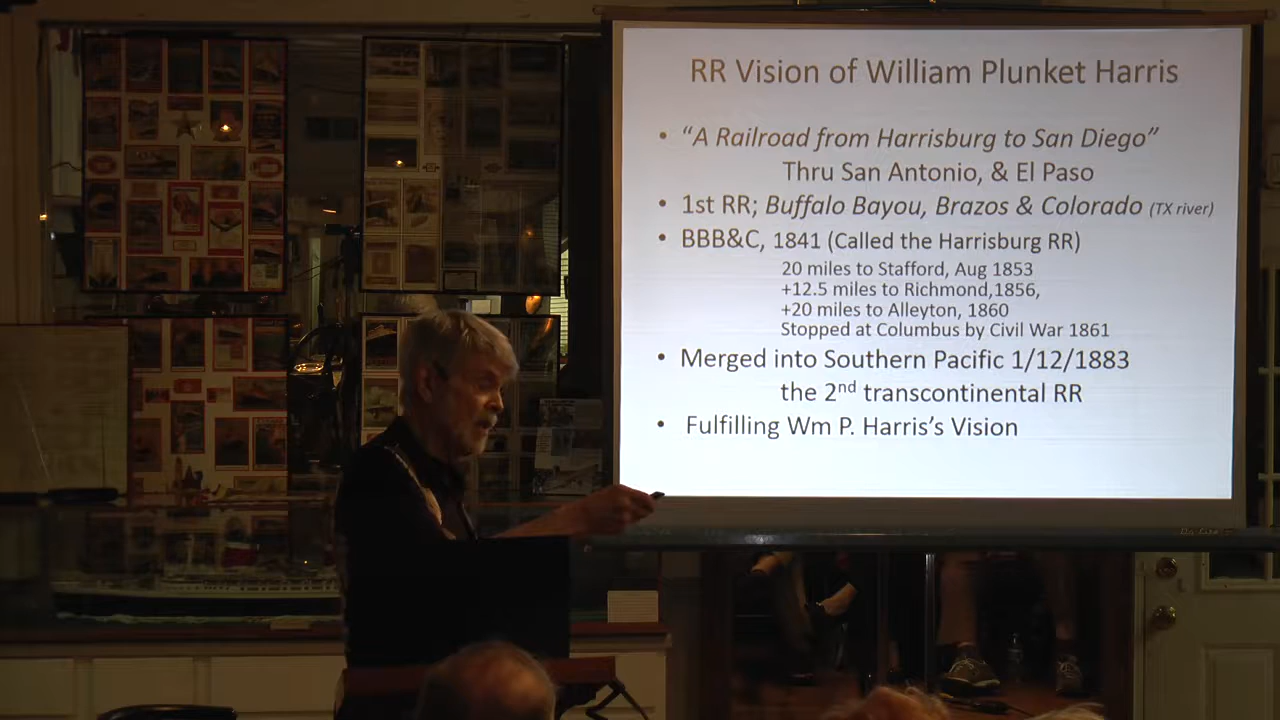 RR Vision of William Plunket Harris
• "A Railroad from Harrisburg to San Diego"
Thru San Antonio, & El Paso
• 1st RR; Buffalo Bayou, Brazos & Colorado (TX river)
• BBB&C, 1841 (Called the Harrisburg RR)
20 miles to Stafford, Aug 1853
+12.5 miles to Richmond,1856,
+20 miles to Alleyton, 1860
Stopped at Columbus by Civil War 1861
• Merged into Southern Pacific 1/12/1883
the 2nd transcontinental RR
• Fulfilling Wm P. Harris's Vision